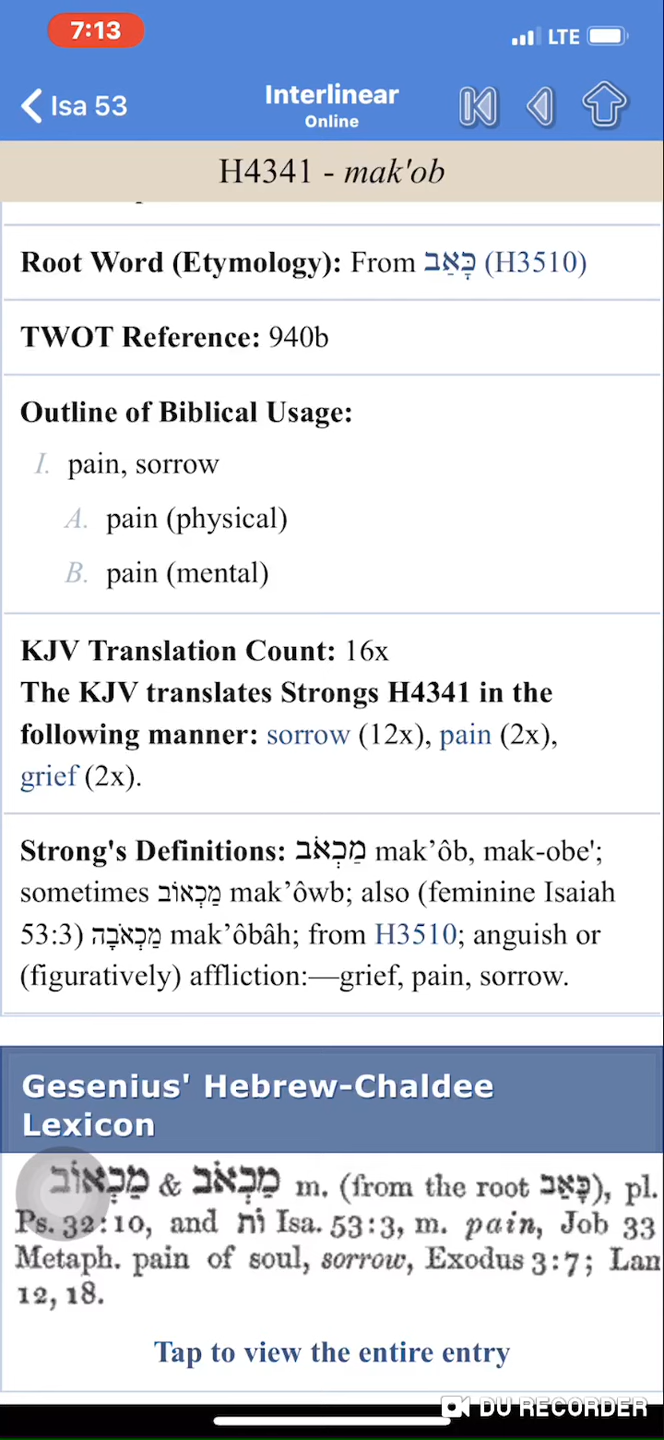 7:13
LTE
Isa 53
Interlinear
Online
H4341 - mak'ob
Root Word (Etymology): From כָּאַב (H3510)
TWOT Reference: 940b
Outline of Biblical Usage:
I. pain, sorrow
A. pain (physical)
B. pain (mental)
KJV Translation Count: 16x
The KJV translates Strongs H4341 in the
following manner: sorrow (12x), pain (2x),
grief (2x).
Strong's Definitions: מַכְאֹב mak’ôb, mak-obe';
sometimes מַכְאוֹב mak’ôwb; also (feminine Isaiah
53:3) מַכְאֹבָה mak’ôbâh; from H3510; anguish or
(figuratively) affliction:—grief, pain, sorrow.
Gesenius' Hebrew-Chaldee
Lexicon
מַכְאוֹב & מַכְאֹב m. (from the root כָּאַב), pl.
Ps. 32:10, and וֹת Isa. 53:3, m. pain, Job 33
Metaph. pain of soul, sorrow, Exodus 3:7; Lan
12, 18.
Tap to view the entire entry
DU RECORDER